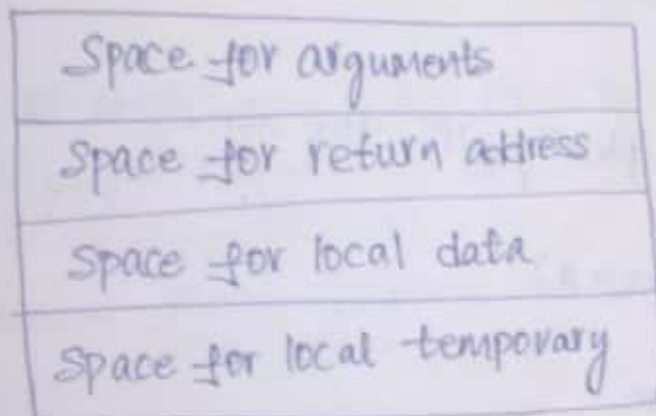 Space for arguments
Space for return address
Space for local data
Space for local temporary